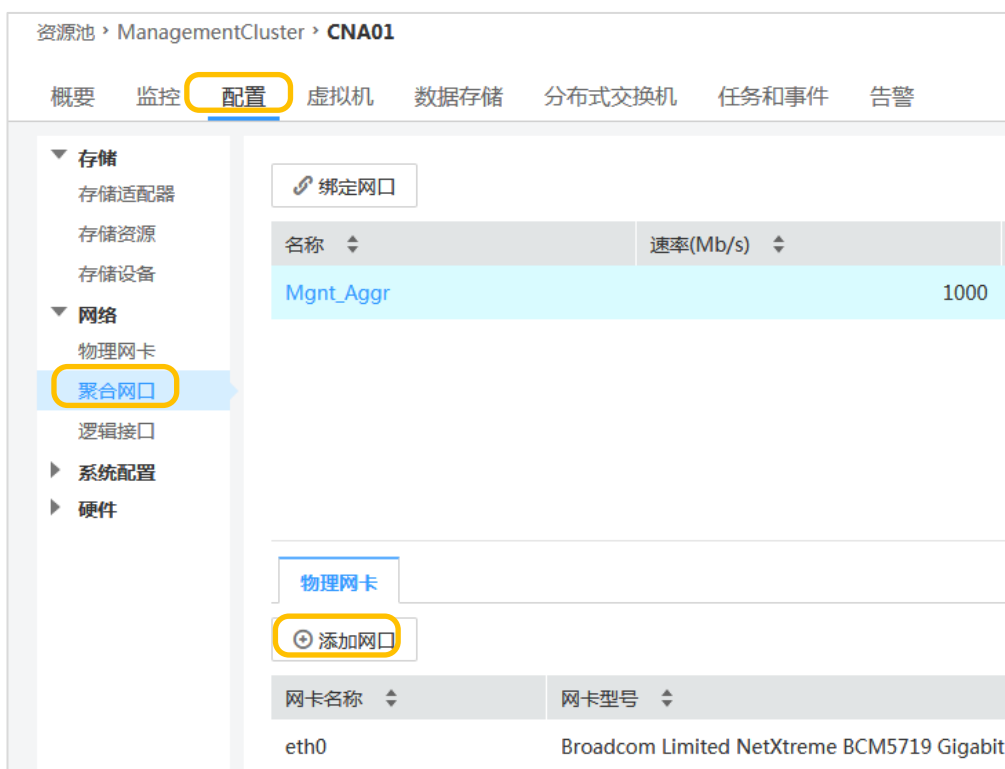 资源池 › ManagementCluster › CNA01
概要 监控 配置 虚拟机 数据存储 分布式交换机 任务和事件 告警
存储
存储适配器
存储资源
存储设备
网络
物理网卡
聚合网口
逻辑接口
系统配置
硬件
绑定网口
名称 速率(Mb/s)
Mgnt_Aggr 1000
物理网卡
添加网口
网卡名称 网卡型号
eth0 Broadcom Limited NetXtreme BCM5719 Gigabit